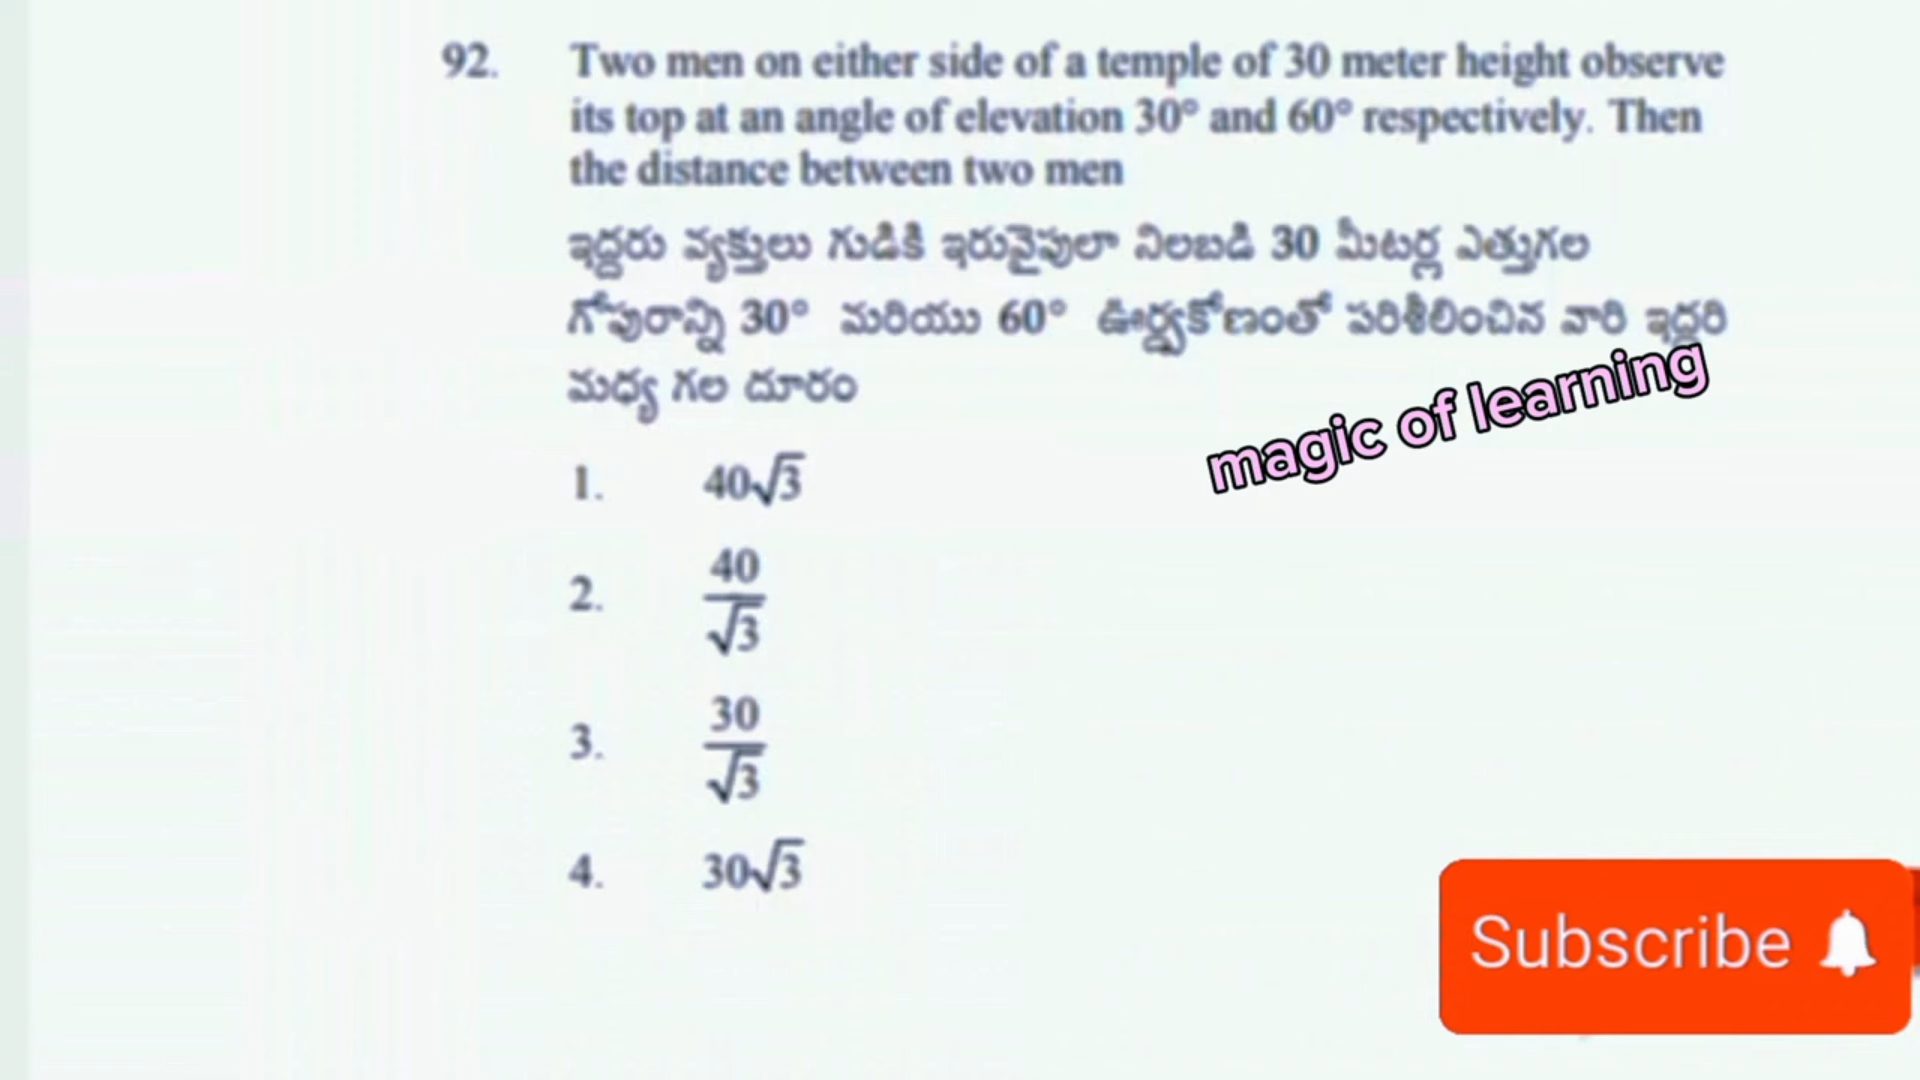 92. Two men on either side of a temple of 30 meter height observe
its top at an angle of elevation 30° and 60° respectively. Then
the distance between two men
ఇద్దరు వ్యక్తులు గుడికి ఇరువైపులా నిలబడి 30 మీటర్ల ఎత్తుగల
గోపురాన్ని 30° మరియు 60° ఊర్ధ్వకోణంతో పరిశీలించిన వారి ఇద్దరి
మధ్య గల దూరం
magic of learning
1. 40√3
2. 40/√3
3. 30/√3
4. 30√3
Subscribe